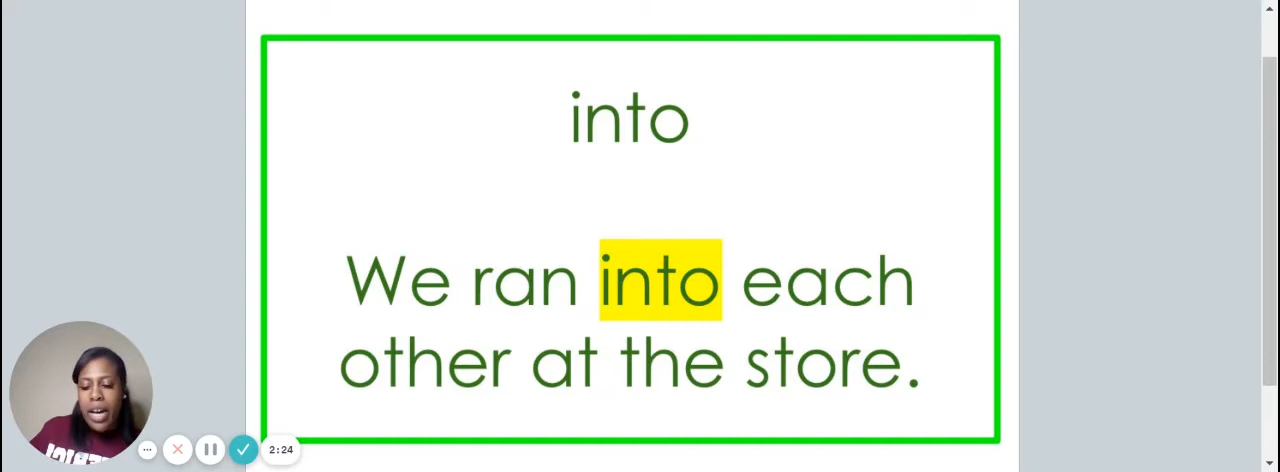 into
We ran into each
other at the store.
2:24